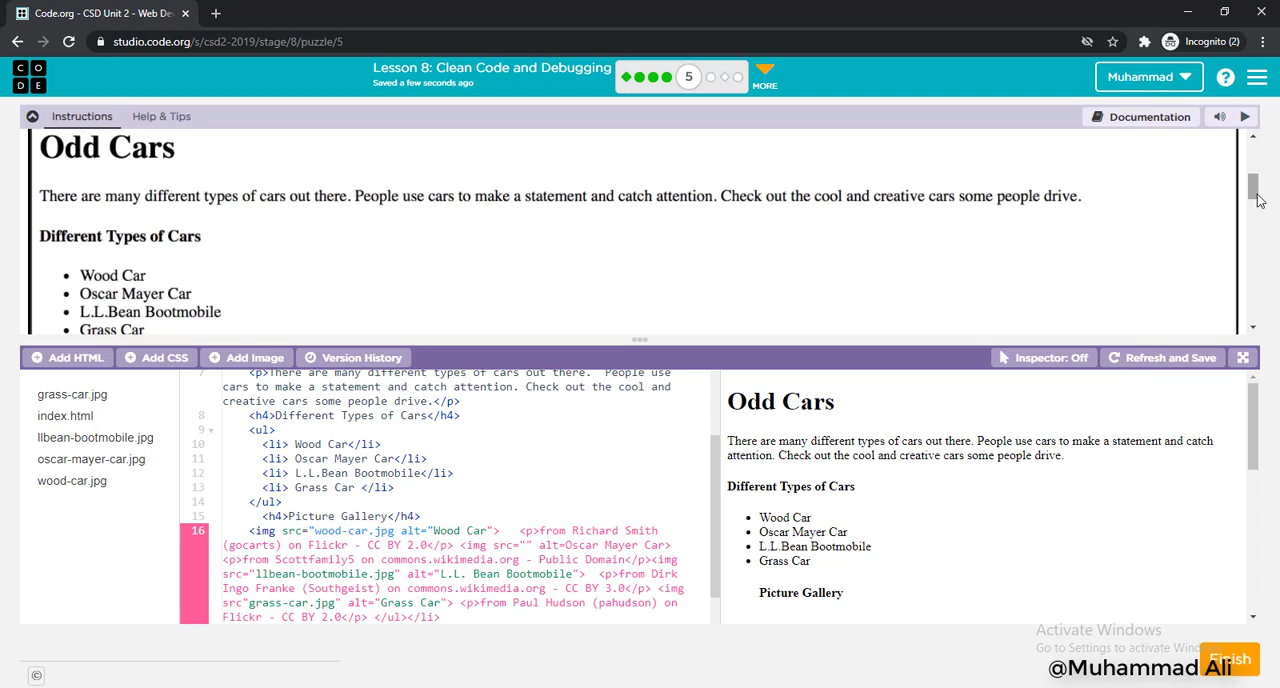 Code.org - CSD Unit 2 - Web De
studio.code.org/s/csd2-2019/stage/8/puzzle/5
Incognito (2)
C O D E
Lesson 8: Clean Code and Debugging
Saved a few seconds ago
5
MORE
Muhammad
?
Instructions
Help & Tips
Documentation
Odd Cars
There are many different types of cars out there. People use cars to make a statement and catch attention. Check out the cool and creative cars some people drive.
Different Types of Cars
• Wood Car
• Oscar Mayer Car
• L.L.Bean Bootmobile
• Grass Car
Add HTML
Add CSS
Add Image
Version History
Inspector: Off
Refresh and Save
grass-car.jpg
index.html
llbean-bootmobile.jpg
oscar-mayer-car.jpg
wood-car.jpg
7 <p>There are many different types of cars out there. People use
cars to make a statement and catch attention. Check out the cool and
creative cars some people drive.</p>
8 <h4>Different Types of Cars</h4>
9 <ul>
10 <li> Wood Car</li>
11 <li> Oscar Mayer Car</li>
12 <li> L.L.Bean Bootmobile</li>
13 <li> Grass Car </li>
14 </ul>
15 <h4>Picture Gallery</h4>
16 <img src="wood-car.jpg alt="Wood Car"> <p>from Richard Smith
(gocarts) on Flickr - CC BY 2.0</p> <img src="" alt=Oscar Mayer Car>
<p>from Scottfamily5 on commons.wikimedia.org - Public Domain</p><img
src="llbean-bootmobile.jpg" alt="L.L. Bean Bootmobile"> <p>from Dirk
Ingo Franke (Southgeist) on commons.wikimedia.org - CC BY 3.0</p> <img
src"grass-car.jpg" alt="Grass Car"> <p>from Paul Hudson (pahudson) on
Flickr - CC BY 2.0</p> </ul></li>
Odd Cars
There are many different types of cars out there. People use cars to make a statement and catch
attention. Check out the cool and creative cars some people drive.
Different Types of Cars
• Wood Car
• Oscar Mayer Car
• L.L.Bean Bootmobile
• Grass Car
Picture Gallery
Activate Windows
Go to Settings to activate Wind
Finish
@Muhammad Ali
©